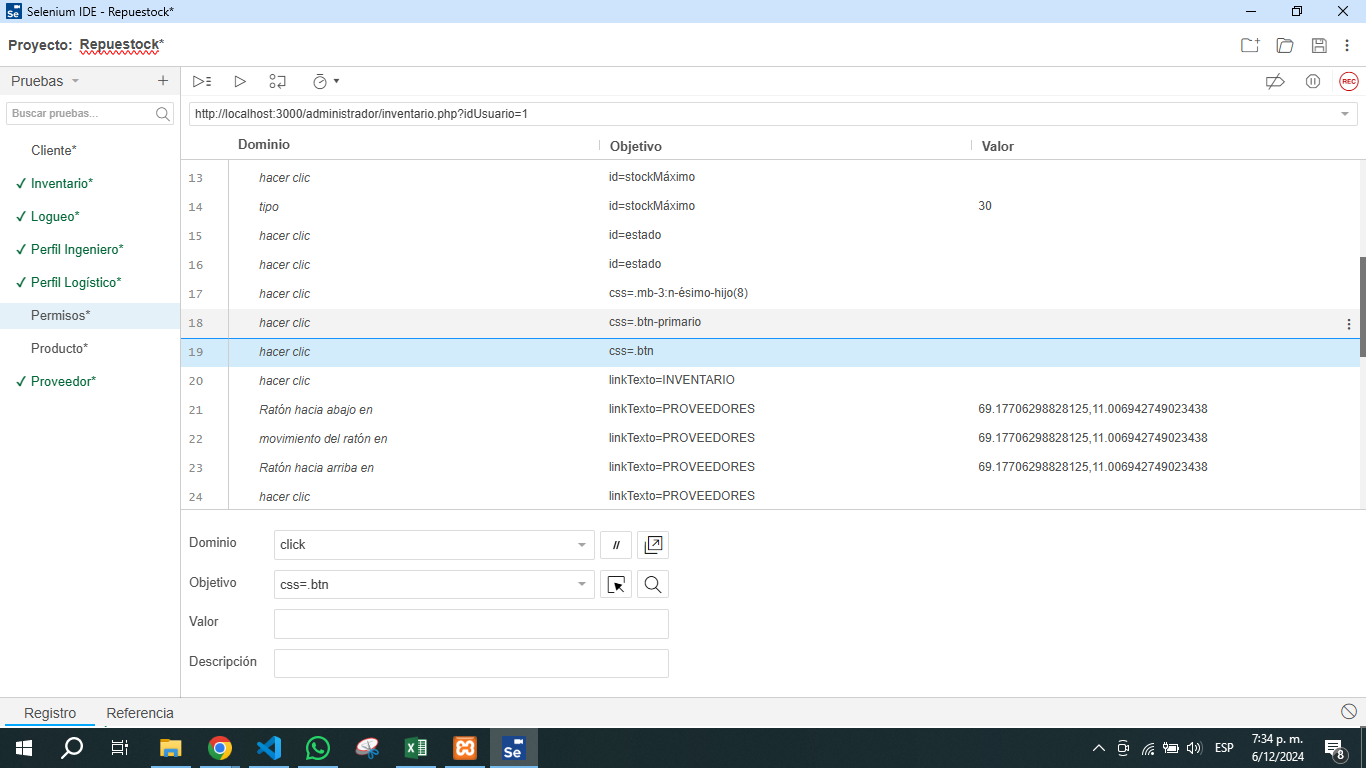 Selenium IDE - Repuestock*
Proyecto: Repuestock*
Pruebas
REC
Buscar pruebas...
http://localhost:3000/administrador/inventario.php?idUsuario=1
Dominio Objetivo Valor
Cliente*
Inventario*
Logueo*
Perfil Ingeniero*
Perfil Logístico*
Permisos*
Producto*
Proveedor*
13 hacer clic id=stockMáximo
14 tipo id=stockMáximo 30
15 hacer clic id=estado
16 hacer clic id=estado
17 hacer clic css=.mb-3:n-ésimo-hijo(8)
18 hacer clic css=.btn-primario
19 hacer clic css=.btn
20 hacer clic linkTexto=INVENTARIO
21 Ratón hacia abajo en linkTexto=PROVEEDORES 69.17706298828125,11.006942749023438
22 movimiento del ratón en linkTexto=PROVEEDORES 69.17706298828125,11.006942749023438
23 Ratón hacia arriba en linkTexto=PROVEEDORES 69.17706298828125,11.006942749023438
24 hacer clic linkTexto=PROVEEDORES
Dominio click //
Objetivo css=.btn
Valor
Descripción
Registro Referencia
Se
ESP
7:34 p. m.
6/12/2024
8